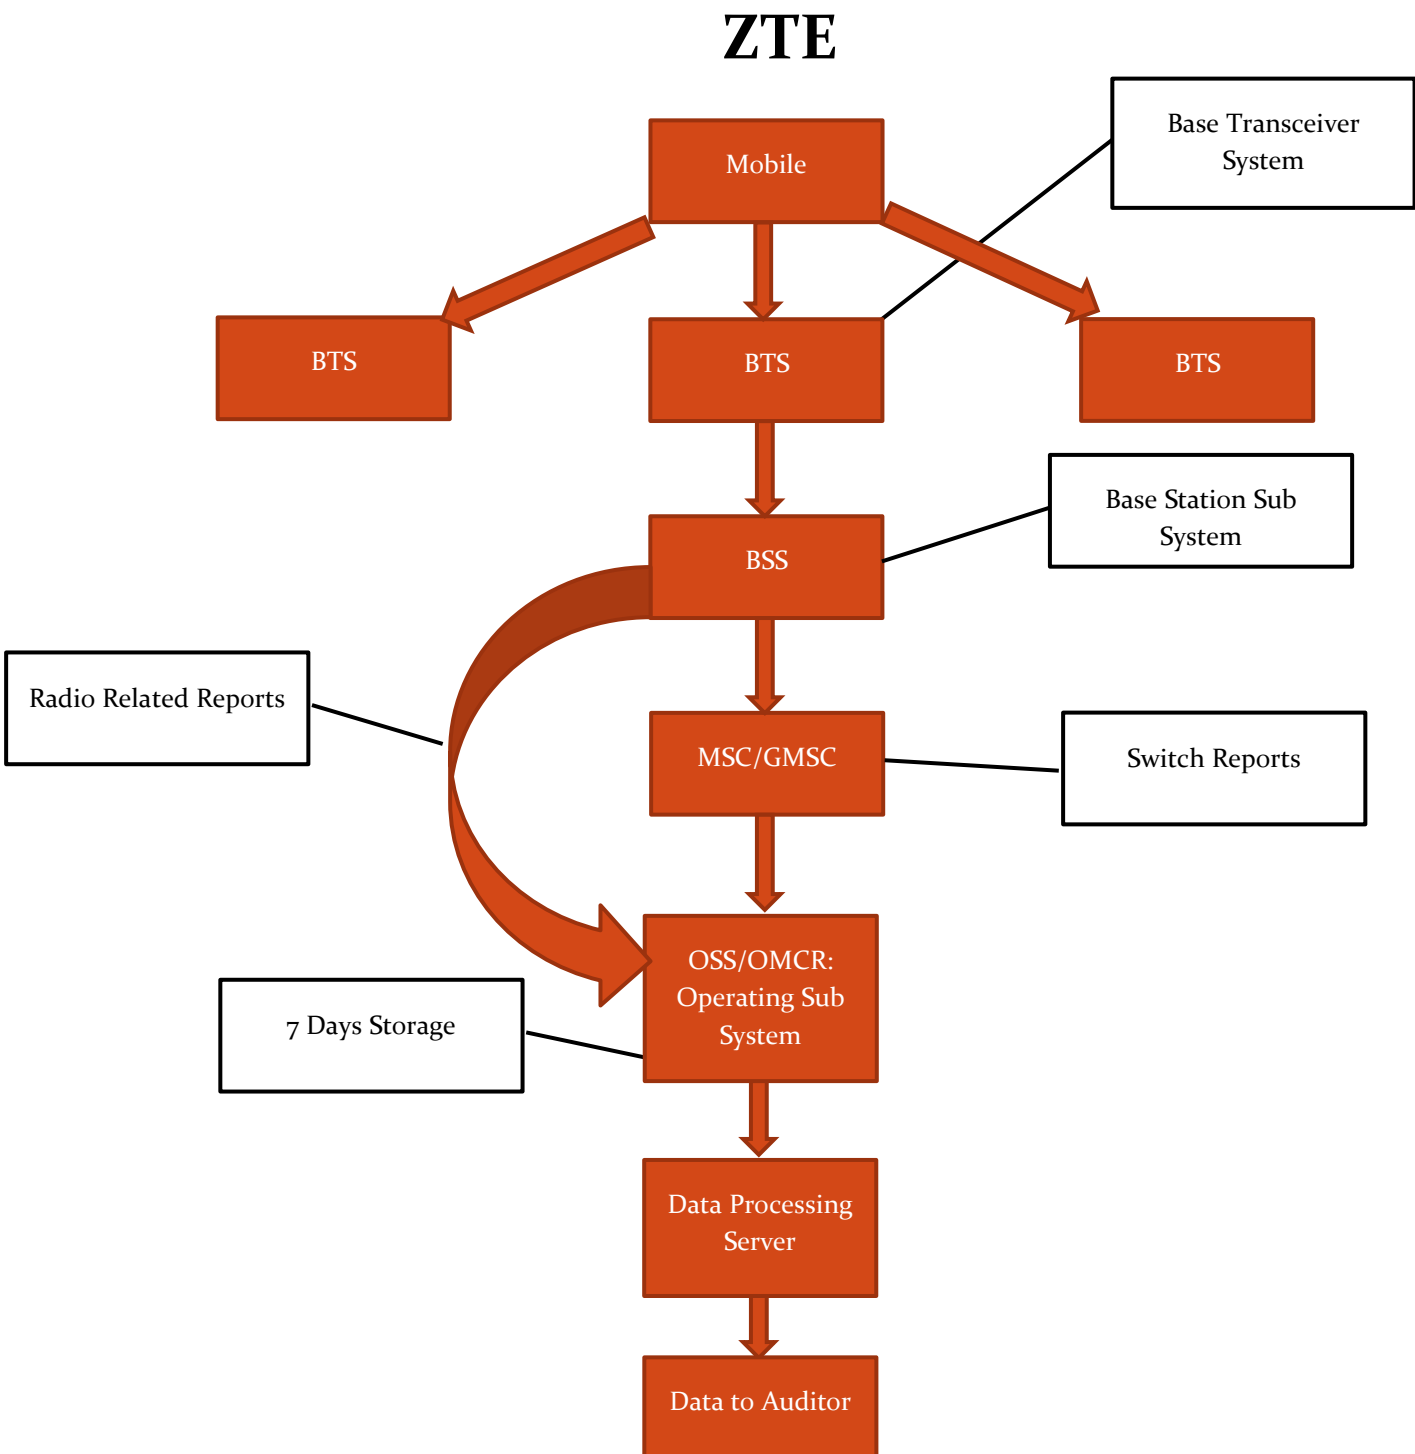 ZTE
Base Transceiver
System
Mobile
BTS
BTS
BTS
Base Station Sub
System
BSS
Radio Related Reports
MSC/GMSC
Switch Reports
OSS/OMCR:
Operating Sub
System
7 Days Storage
Data Processing
Server
Data to Auditor